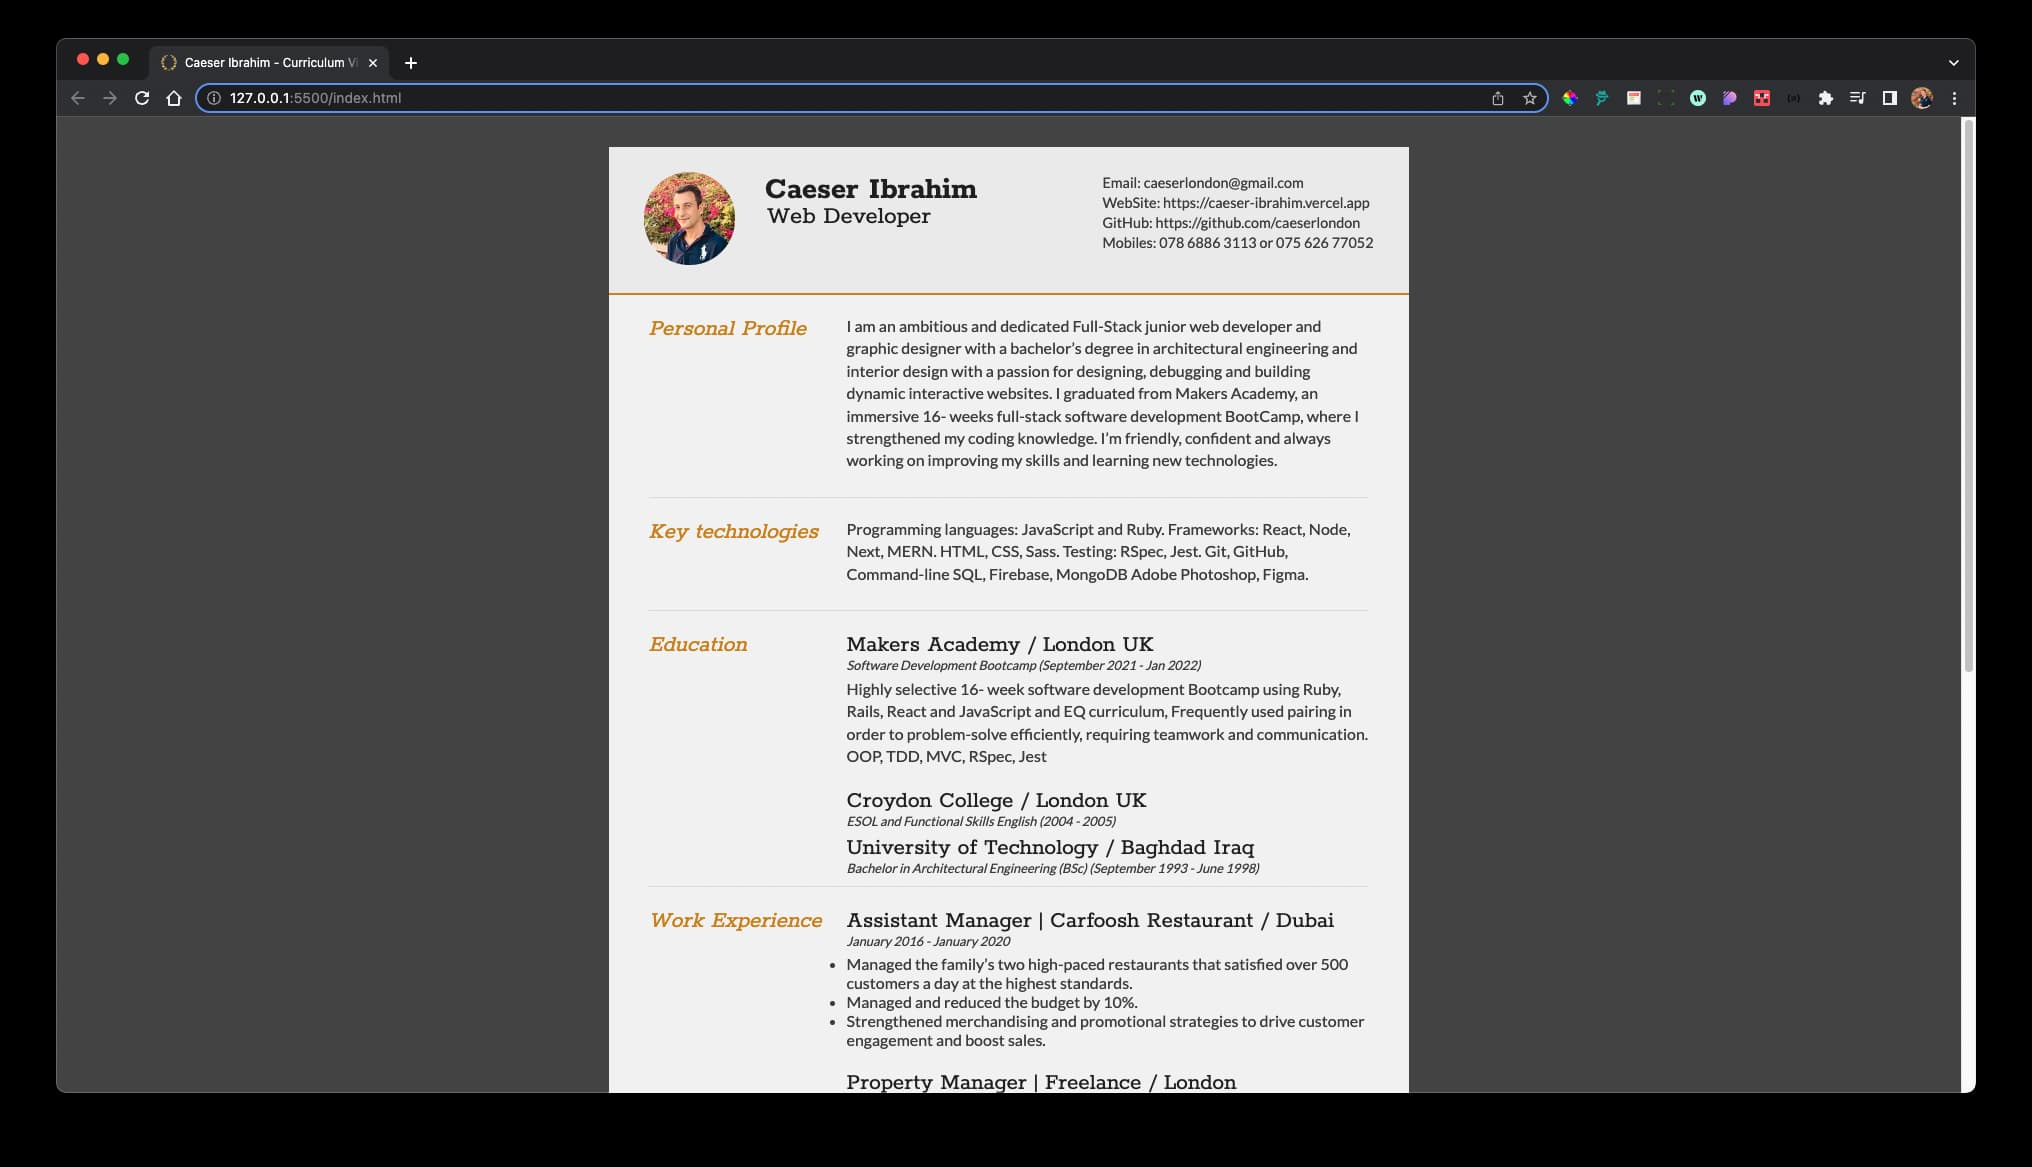 Caeser Ibrahim - Curriculum Vi
127.0.0.1:5500/index.html
Caeser Ibrahim
Web Developer
Email: caeserlondon@gmail.com
WebSite: https://caeser-ibrahim.vercel.app
GitHub: https://github.com/caeserlondon
Mobiles: 078 6886 3113 or 075 626 77052
Personal Profile
I am an ambitious and dedicated Full-Stack junior web developer and
graphic designer with a bachelor’s degree in architectural engineering and
interior design with a passion for designing, debugging and building
dynamic interactive websites. I graduated from Makers Academy, an
immersive 16- weeks full-stack software development BootCamp, where I
strengthened my coding knowledge. I’m friendly, confident and always
working on improving my skills and learning new technologies.
Key technologies
Programming languages: JavaScript and Ruby. Frameworks: React, Node,
Next, MERN. HTML, CSS, Sass. Testing: RSpec, Jest. Git, GitHub,
Command-line SQL, Firebase, MongoDB Adobe Photoshop, Figma.
Education
Makers Academy / London UK
Software Development Bootcamp (September 2021 - Jan 2022)
Highly selective 16- week software development Bootcamp using Ruby,
Rails, React and JavaScript and EQ curriculum, Frequently used pairing in
order to problem-solve efficiently, requiring teamwork and communication.
OOP, TDD, MVC, RSpec, Jest
Croydon College / London UK
ESOL and Functional Skills English (2004 - 2005)
University of Technology / Baghdad Iraq
Bachelor in Architectural Engineering (BSc) (September 1993 - June 1998)
Work Experience
Assistant Manager | Carfoosh Restaurant / Dubai
January 2016 - January 2020
• Managed the family’s two high-paced restaurants that satisfied over 500
customers a day at the highest standards.
• Managed and reduced the budget by 10%.
• Strengthened merchandising and promotional strategies to drive customer
engagement and boost sales.
Property Manager | Freelance / London